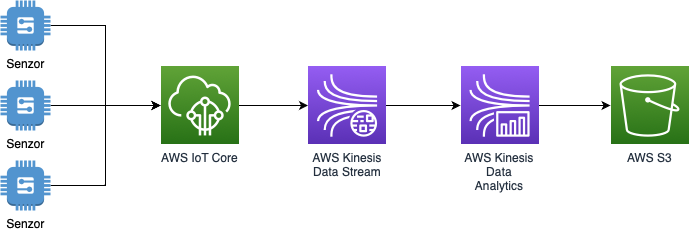 Senzor
Senzor
Senzor
AWS IoT Core
AWS Kinesis
Data Stream
AWS Kinesis
Data
Analytics
AWS S3